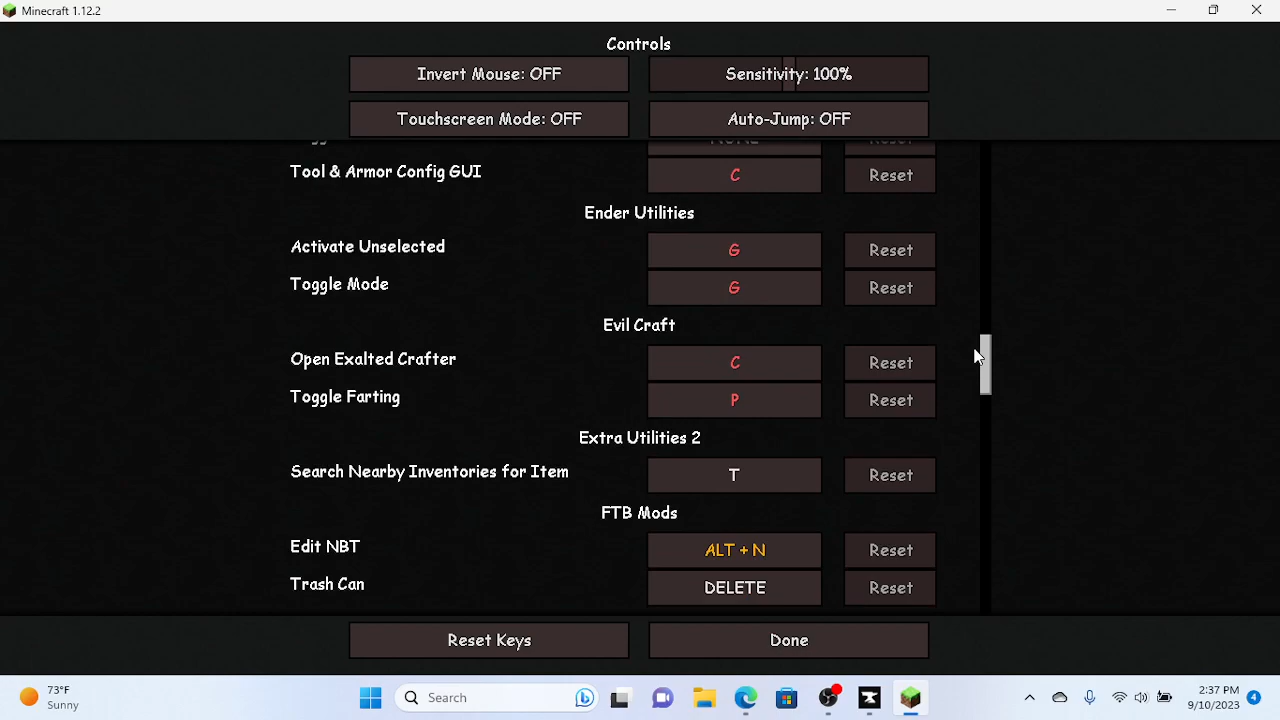 Minecraft 1.12.2
Controls
Invert Mouse: OFF
Sensitivity: 100%
Touchscreen Mode: OFF
Auto-Jump: OFF
Tool & Armor Config GUI
C
Reset
Ender Utilities
Activate Unselected
G
Reset
Toggle Mode
G
Reset
Evil Craft
Open Exalted Crafter
C
Reset
Toggle Farting
P
Reset
Extra Utilities 2
Search Nearby Inventories for Item
T
Reset
FTB Mods
Edit NBT
ALT + N
Reset
Trash Can
DELETE
Reset
Reset Keys
Done
73°F
Sunny
Search
2:37 PM
9/10/2023
4